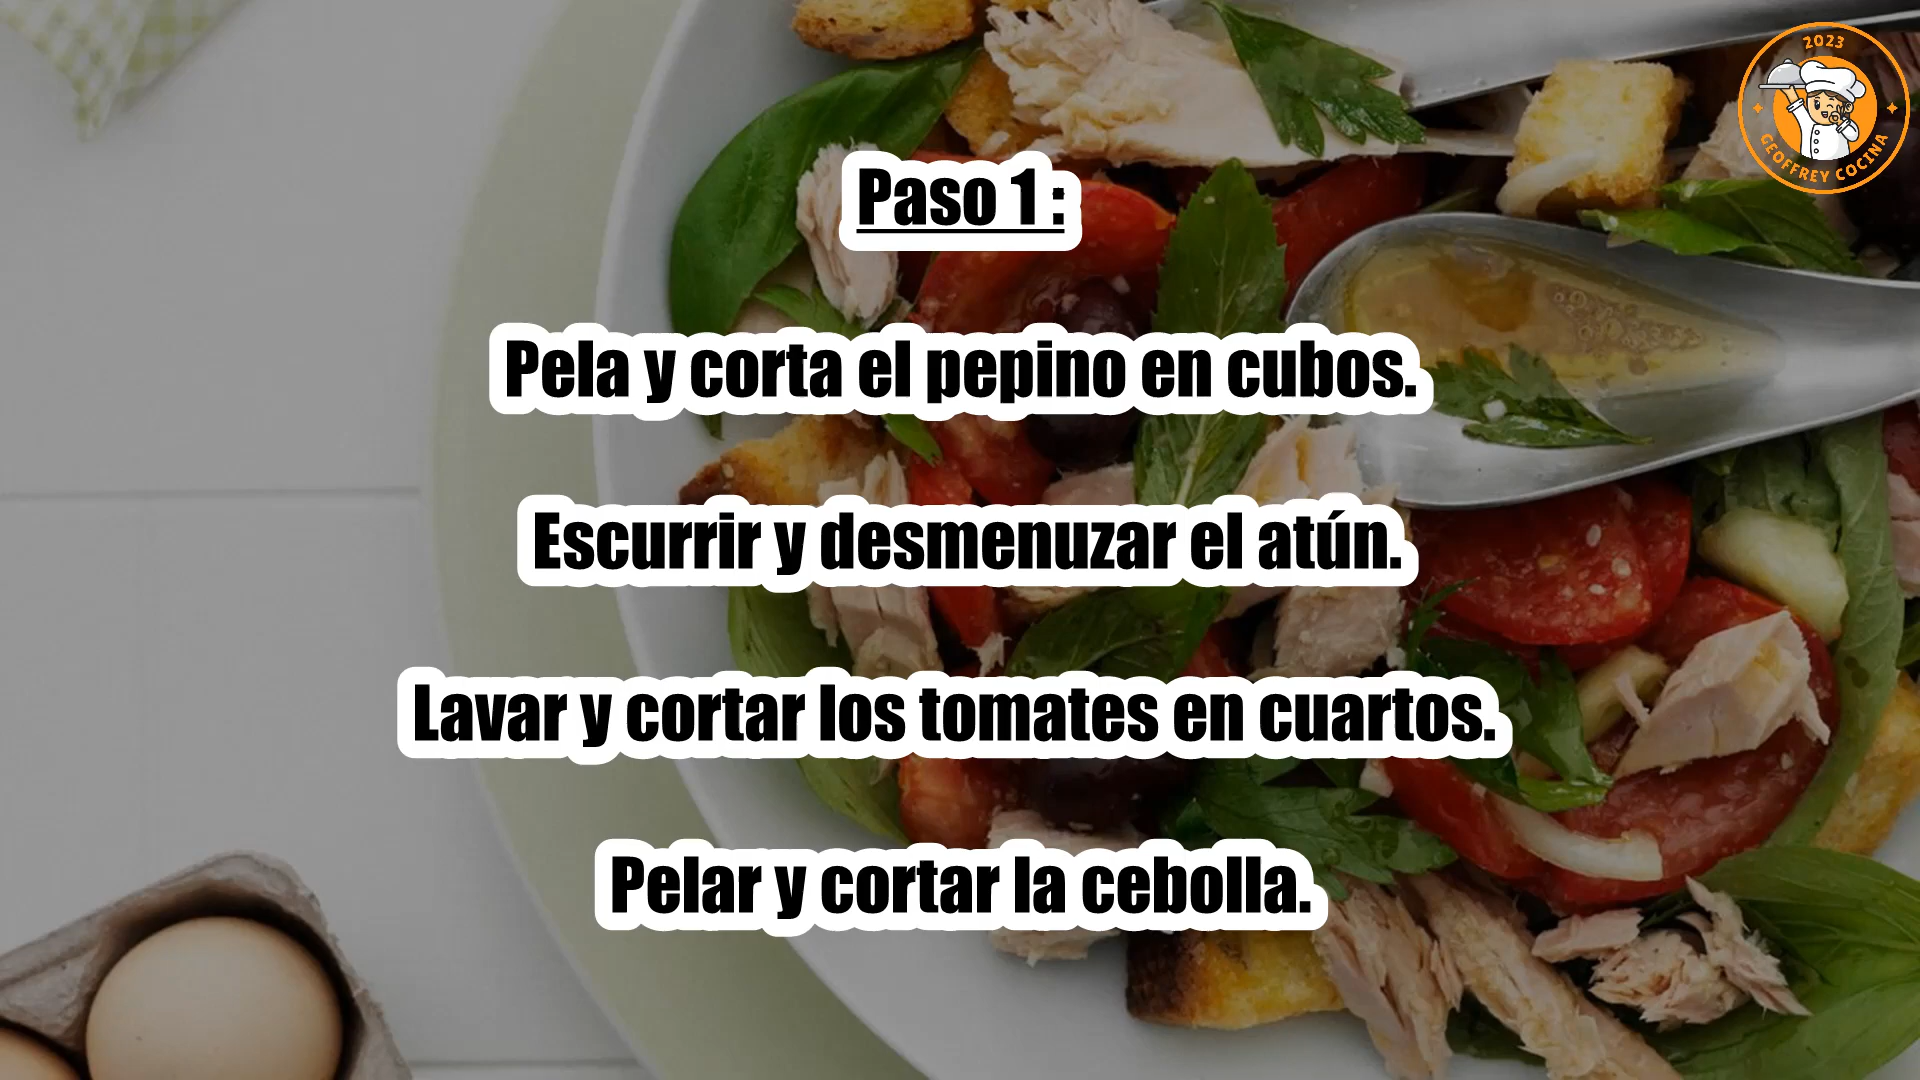 2023
GEOFFREY COCINA
Paso 1 :
Pela y corta el pepino en cubos.
Escurrir y desmenuzar el atún.
Lavar y cortar los tomates en cuartos.
Pelar y cortar la cebolla.